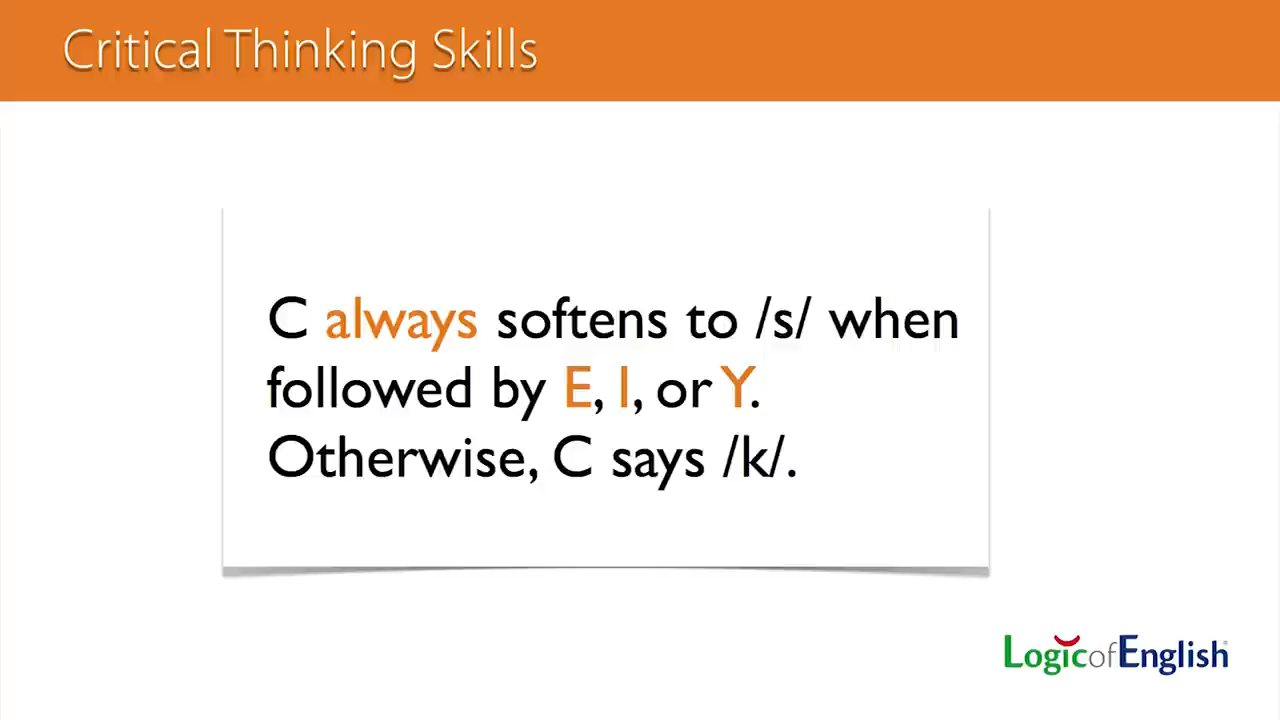 Critical Thinking Skills
C always softens to /s/ when
followed by E, I, or Y.
Otherwise, C says /k/.
LogicofEnglish